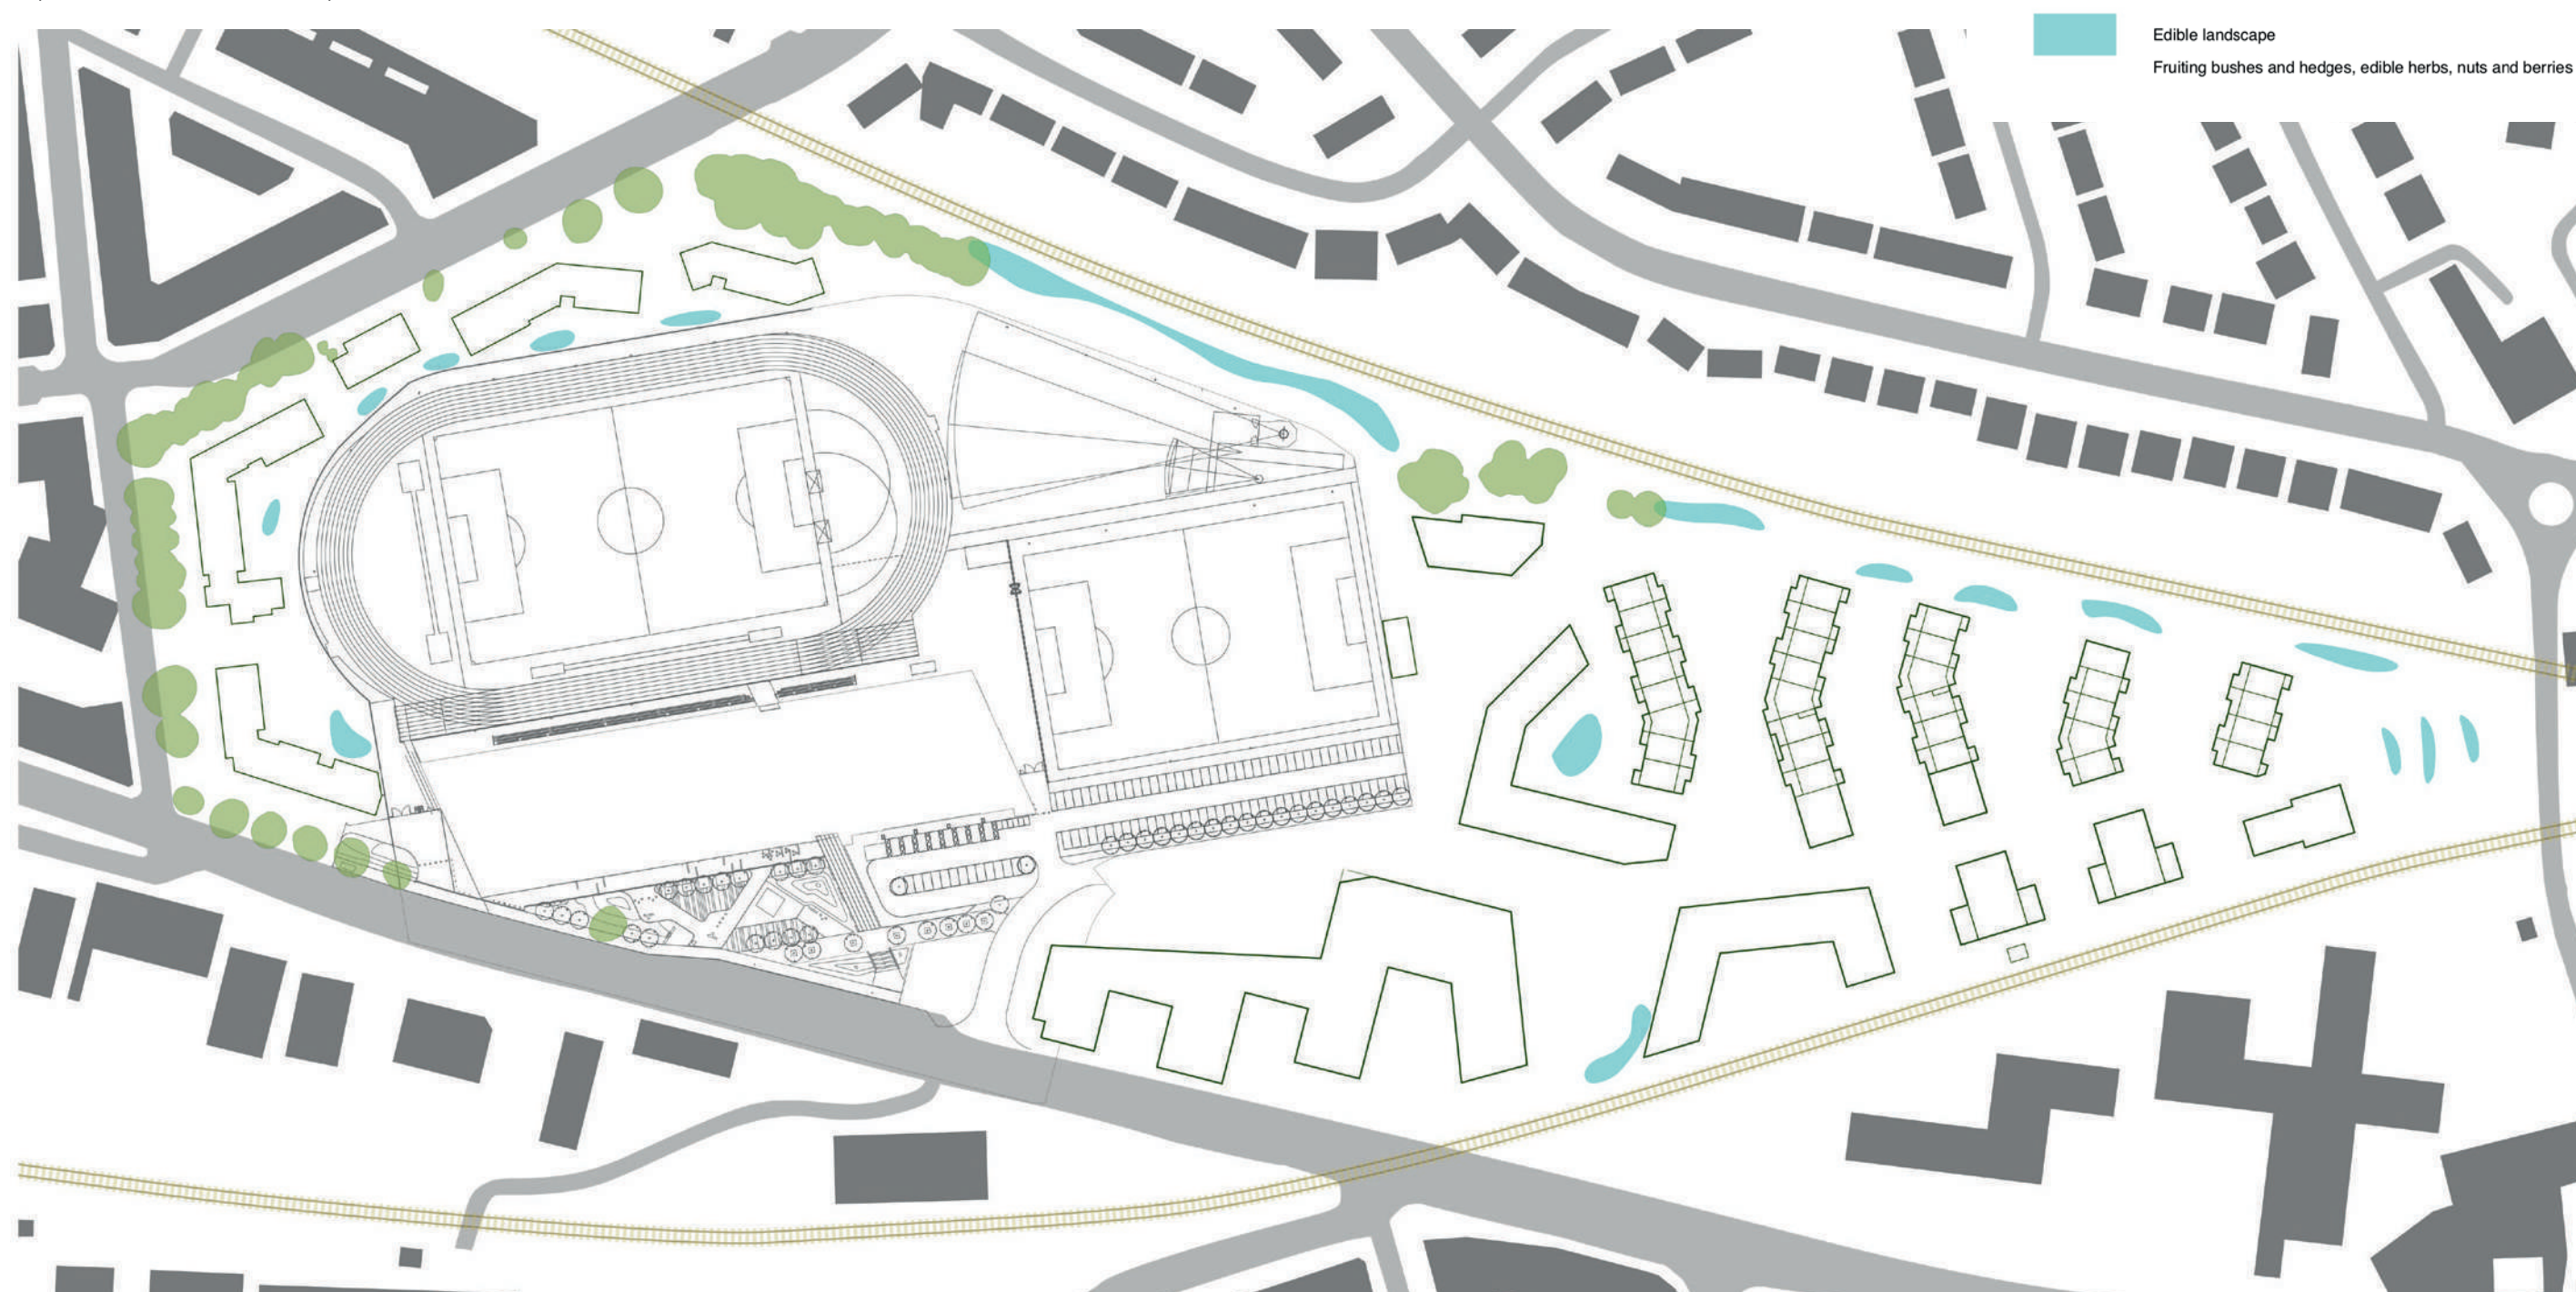 Edible landscape
Fruiting bushes and hedges, edible herbs, nuts and berries